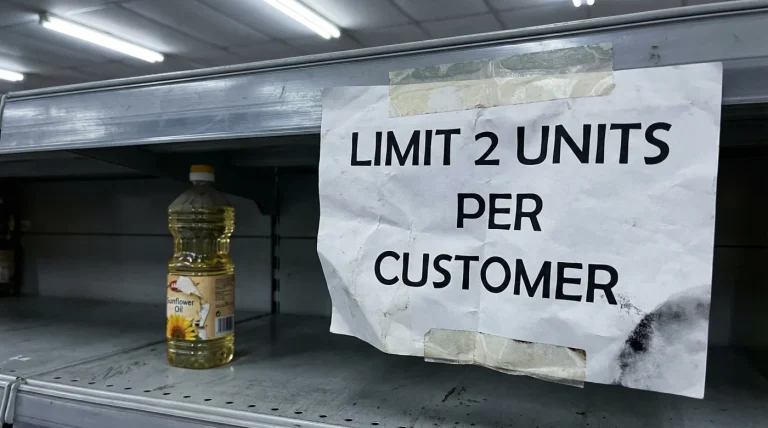 LIMIT 2 UNITS
PER
CUSTOMER
Sunflower
Oil